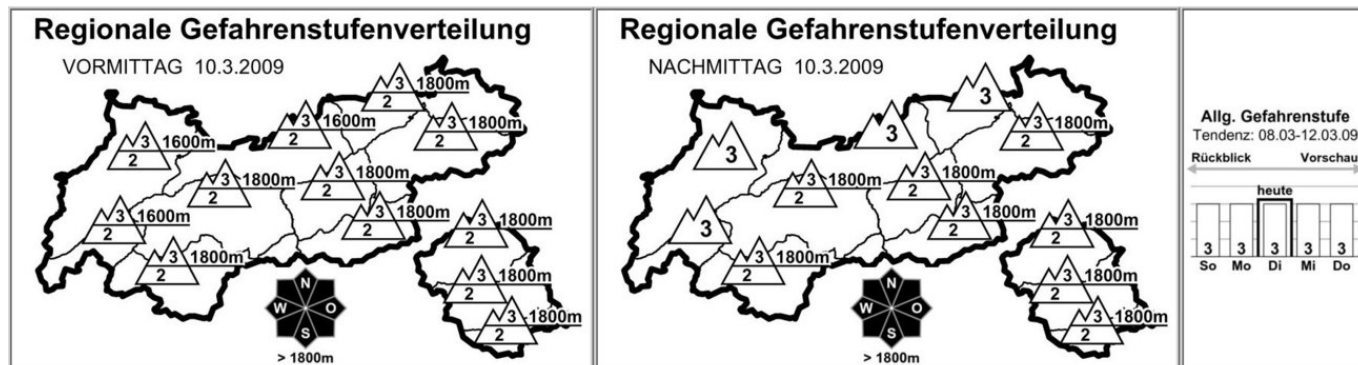 Regionale Gefahrenstufenverteilung
VORMITTAG 10.3.2009
3 1800m
2
3 1600m
2
3 1800m
2
3 1600m
2
3 1800m
2
3 1800m
2
3 1600m
2
3 1800m
2
3 1800m
2
3 1800m
2
3 1800m
2
3 1800m
2
N
W O
S
> 1800m
Regionale Gefahrenstufenverteilung
NACHMITTAG 10.3.2009
3
3
3 1800m
2
3
3 1800m
2
3 1800m
2
3
3 1800m
2
3 1800m
2
3 1800m
2
3 1800m
2
3 1800m
2
N
W O
S
> 1800m
Allg. Gefahrenstufe
Tendenz: 08.03-12.03.09
Rückblick Vorschau
heute
3 3 3 3 3
So Mo Di Mi Do